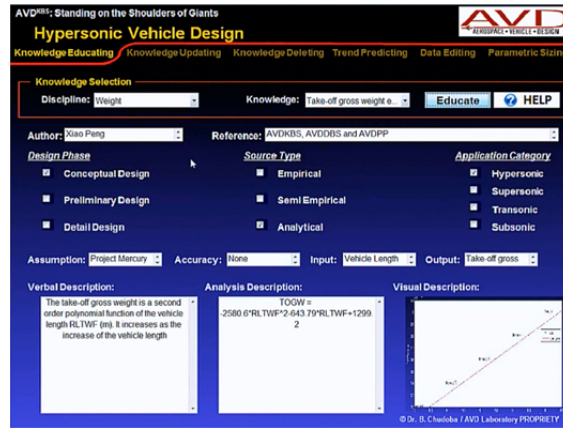 AVDKBS: Standing on the Shoulders of Giants
Hypersonic Vehicle Design
AVD
AEROSPACE • VEHICLE • DESIGN
Knowledge Educating Knowledge Updating Knowledge Deleting Trend Predicting Data Editing Parametric Sizin
Knowledge Selection
Discipline: Weight Knowledge: Take-off gross weight e... Educate ? HELP
Author: Xiao Peng Reference: AVDKBS, AVDDBS and AVDPP
Design Phase Source Type Application Category
Conceptual Design Empirical Hypersonic
Supersonic
Preliminary Design Semi Empirical
Transonic
Detail Design Analytical Subsonic
Assumption: Project Mercury Accuracy: None Input: Vehicle Length Output: Take-off gross
Verbal Description: Analysis Description: Visual Description:
The take-off gross weight is a second TOGW =
order polynomial function of the vehicle -2580.6*RLTWF^2-643.79*RLTWF+1299.
length RLTWF (m). It increases as the 2
increase of the vehicle length
© Dr. B. Chudoba / AVD Laboratory PROPRIETY